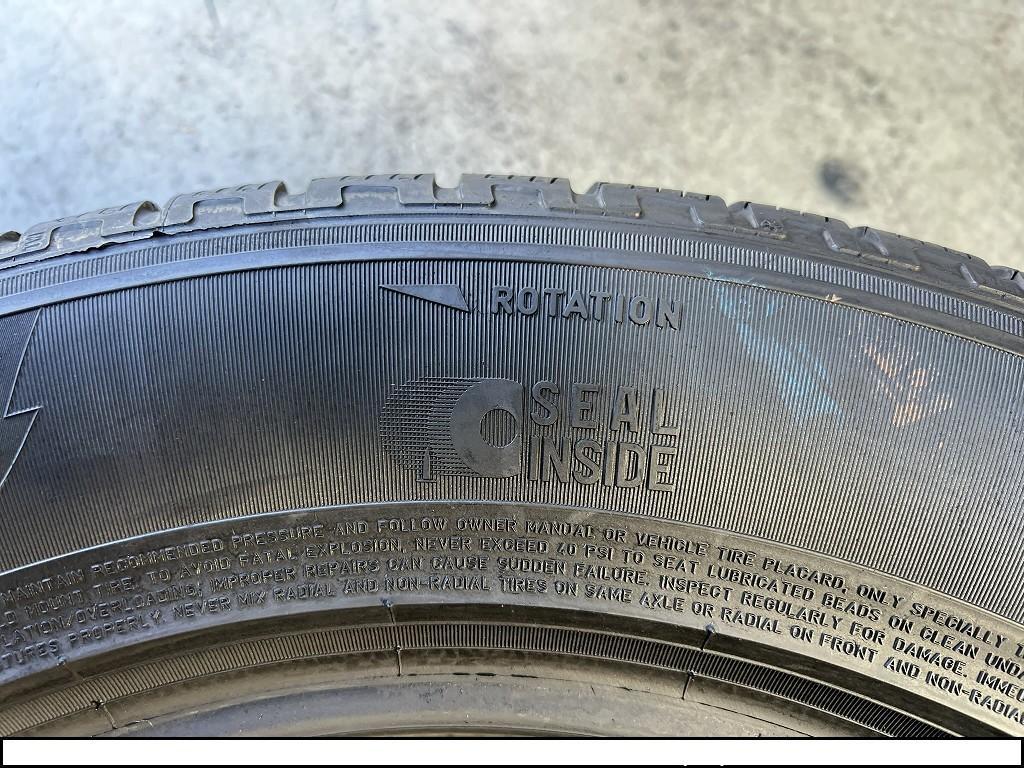 ROTATION
SEAL
INSIDE
MAINTAIN RECOMMENDED PRESSURE AND FOLLOW OWNER MANUAL OR VEHICLE TIRE PLACARD, ONLY SPECIALLY
MOUNT TIRE. TO AVOID FATAL EXPLOSION, NEVER EXCEED 40 PSI TO SEAT LUBRICATED BEADS ON CLEAN
LATION/OVERLOADING, IMPROPER REPAIRS CAN CAUSE SUDDEN FAILURE. INSPECT REGULARLY FOR DAMAGE.
TURES PROPERLY. NEVER MIX RADIAL AND NON-RADIAL TIRES ON SAME AXLE OR RADIAL ON FRONT AND NON-RADIAL